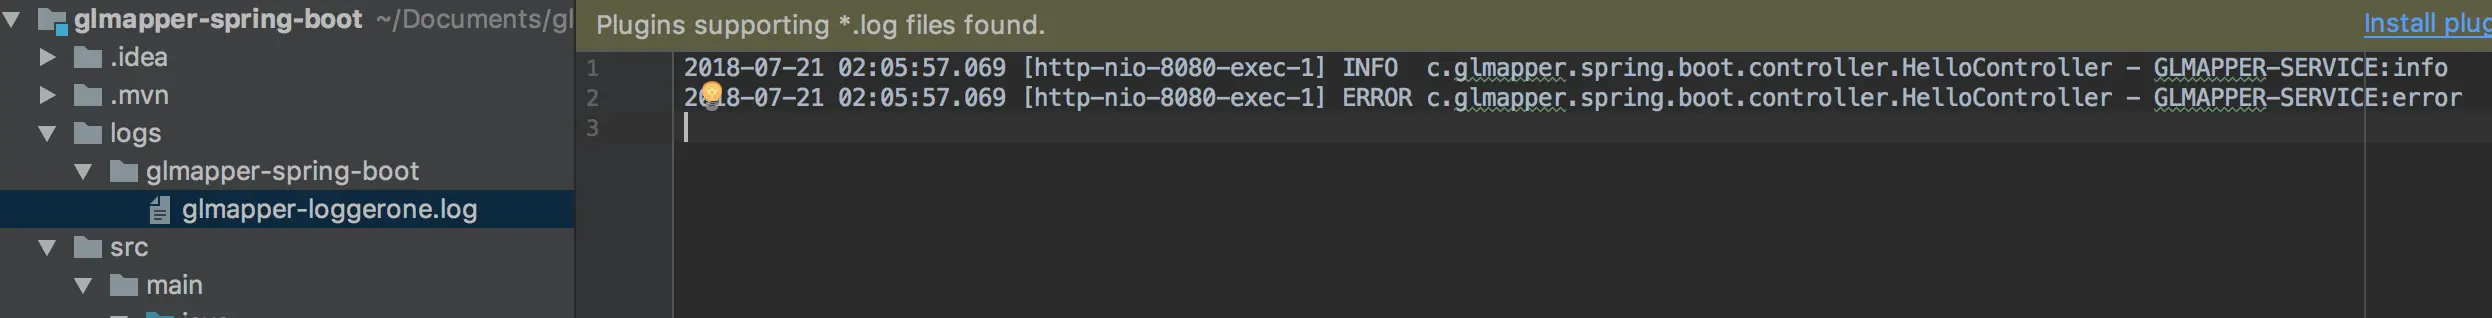 glmapper-spring-boot ~/Documents/gl
.idea
.mvn
logs
glmapper-spring-boot
glmapper-loggerone.log
src
main
Plugins supporting *.log files found. Install plug
1 2018-07-21 02:05:57.069 [http-nio-8080-exec-1] INFO  c.glmapper.spring.boot.controller.HelloController - GLMAPPER-SERVICE:info
2 2018-07-21 02:05:57.069 [http-nio-8080-exec-1] ERROR c.glmapper.spring.boot.controller.HelloController - GLMAPPER-SERVICE:error
3